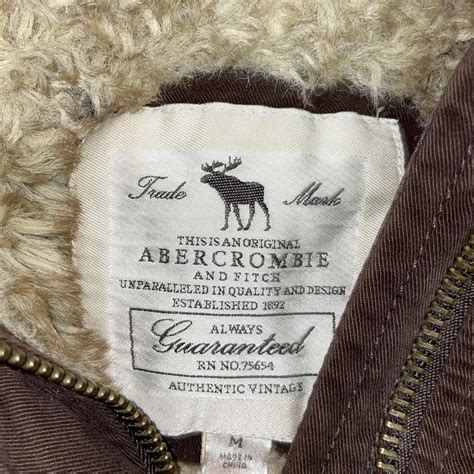 Trade Mark
THIS IS AN ORIGINAL
ABERCROMBIE
AND FITCH
UNPARALLELED IN QUALITY AND DESIGN
ESTABLISHED 1892
ALWAYS
Guaranteed
RN NO.75654
AUTHENTIC VINTAGE
M
MADE IN
CHINA